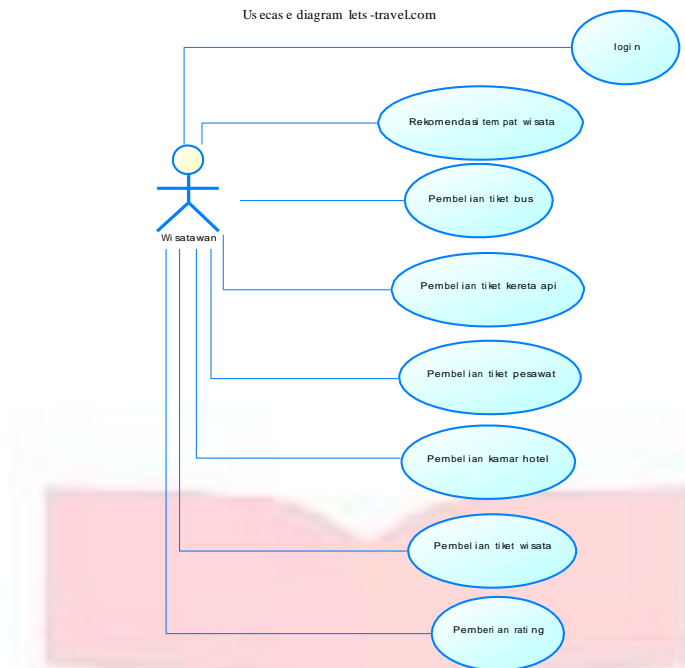 Usecase diagram lets-travel.com
login
Rekomendasi tempat wisata
Pembelian tiket bus
Wisatawan
Pembelian tiket kereta api
Pembelian tiket pesawat
Pembelian kamar hotel
Pembelian tiket wisata
Pemberian rating